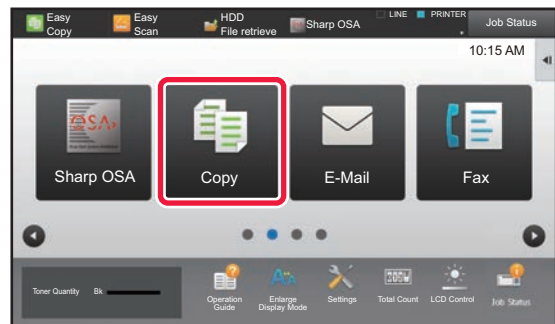 Easy
Copy
Easy
Scan
HDD
File retrieve
Sharp OSA
LINE
PRINTER
Job Status
10:15 AM
OSA
Sharp OSA
Copy
E-Mail
Fax
Toner Quantity
Bk
Operation
Guide
Enlarge
Display Mode
Settings
Total Count
LCD Control
Job Status